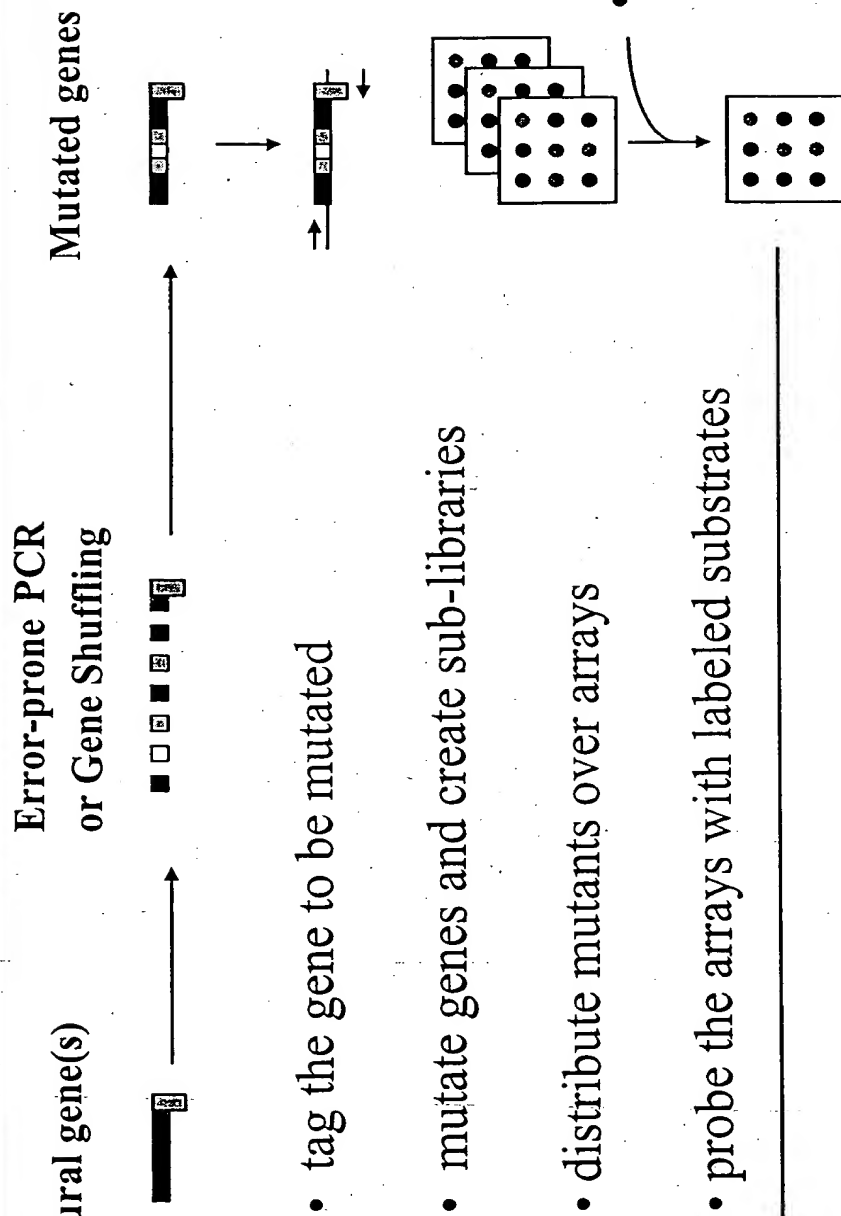 ural gene(s)
Error-prone PCR
or Gene Shuffling
Mutated genes
• tag the gene to be mutated
• mutate genes and create sub-libraries
• distribute mutants over arrays
• probe the arrays with labeled substrates